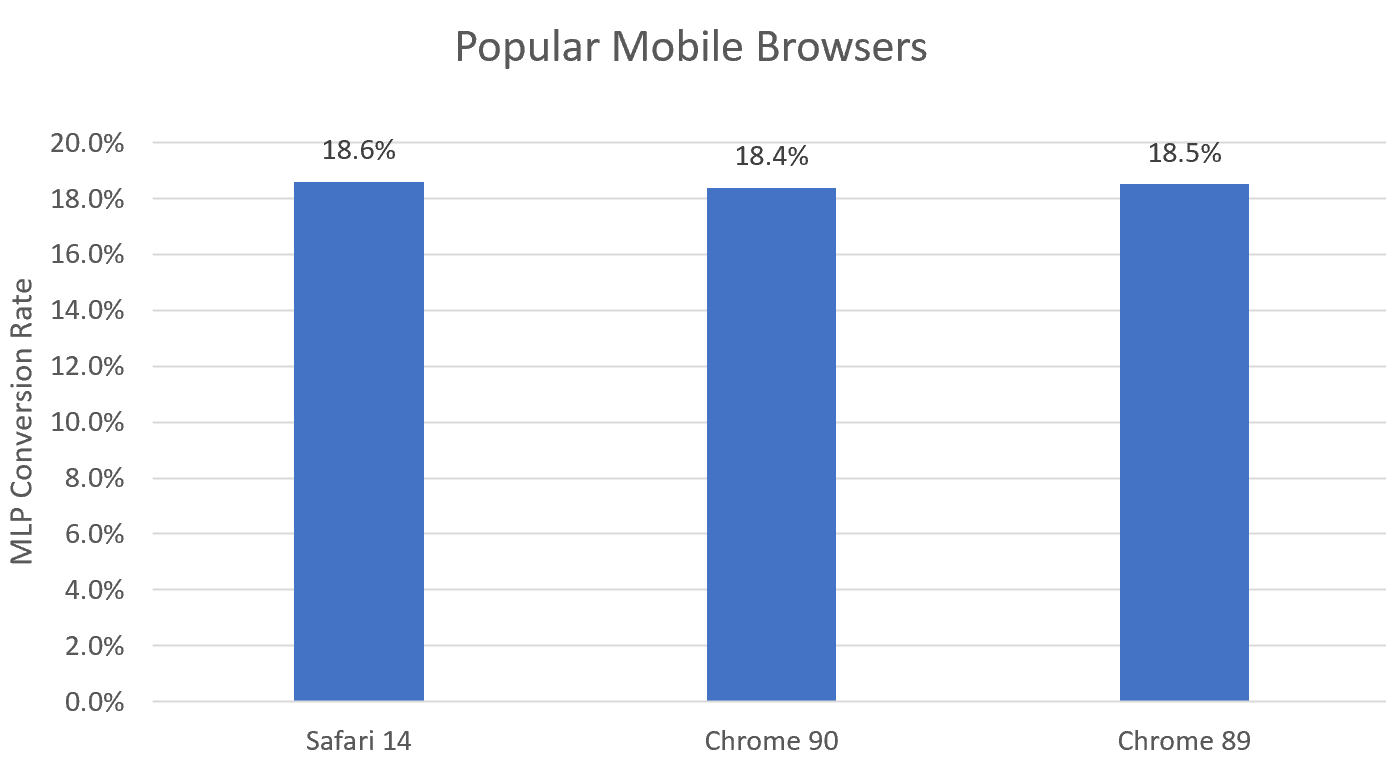 Popular Mobile Browsers
MLP Conversion Rate
20.0%
18.0%
16.0%
14.0%
12.0%
10.0%
8.0%
6.0%
4.0%
2.0%
0.0%
18.6%
18.4%
18.5%
Safari 14
Chrome 90
Chrome 89